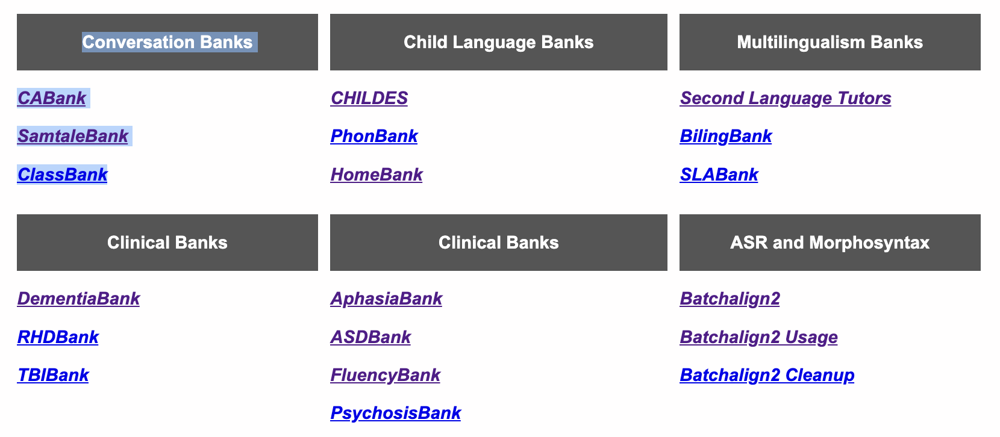 Conversation Banks
CABank
SamtaleBank
ClassBank
Child Language Banks
CHILDES
PhonBank
HomeBank
Multilingualism Banks
Second Language Tutors
BilingBank
SLABank
Clinical Banks
DementiaBank
RHDBank
TBIBank
Clinical Banks
AphasiaBank
ASDBank
FluencyBank
PsychosisBank
ASR and Morphosyntax
Batchalign2
Batchalign2 Usage
Batchalign2 Cleanup